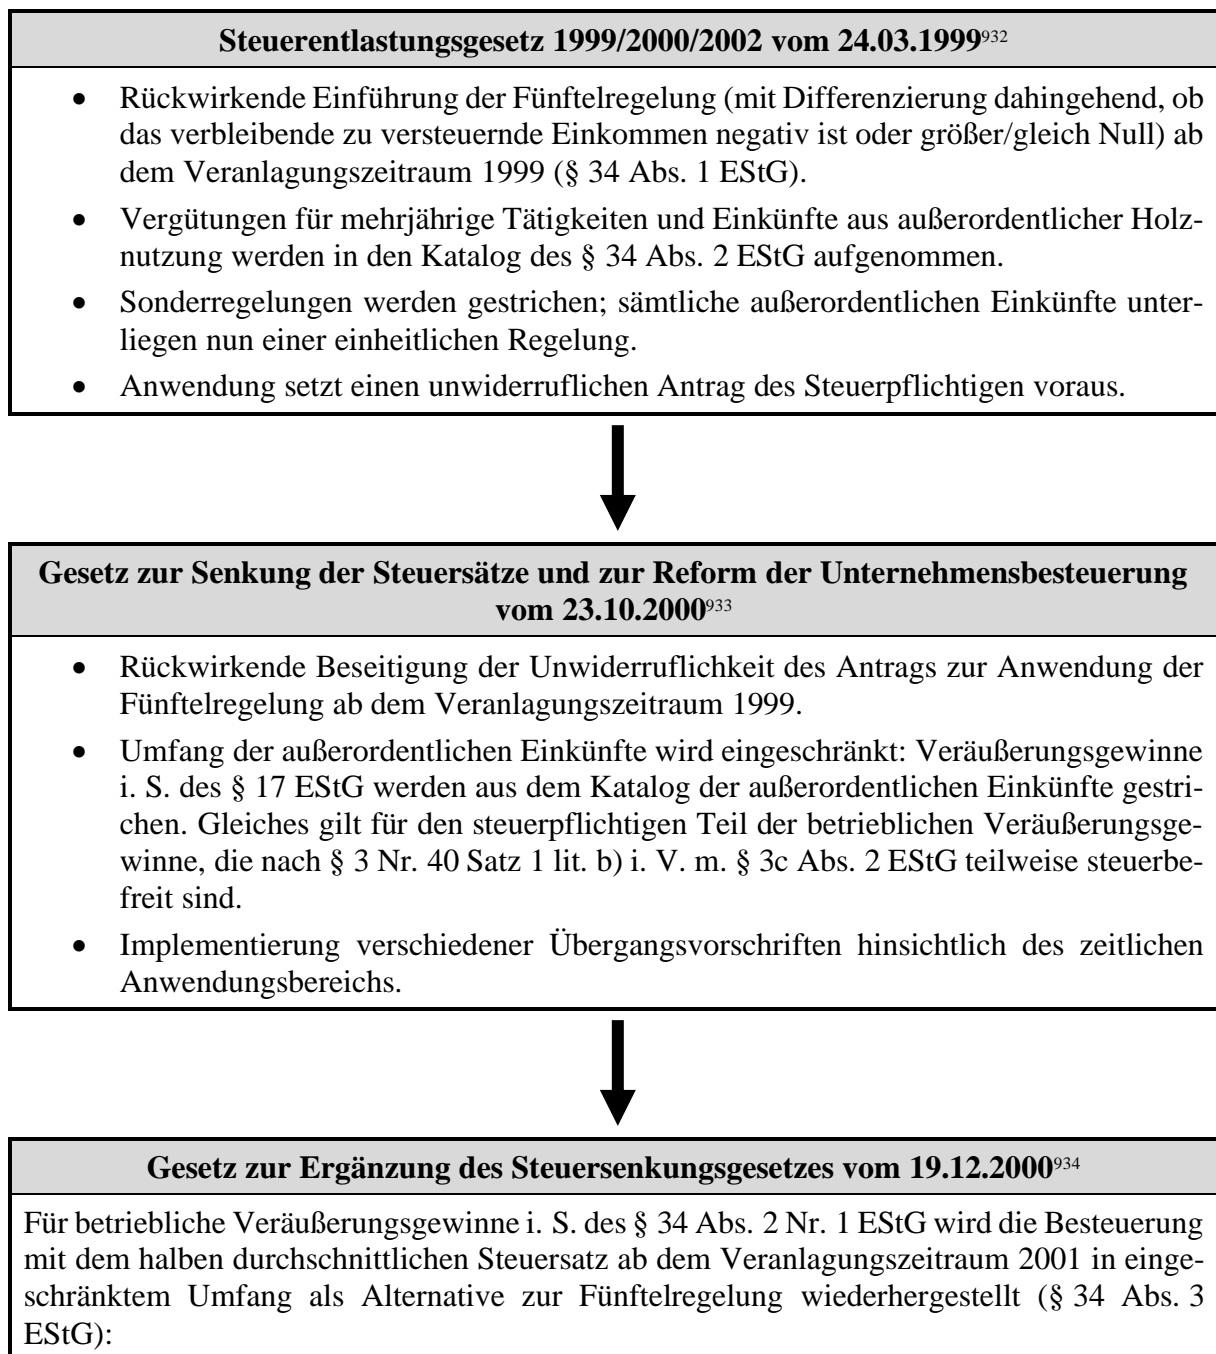 Steuerentlastungsgesetz 1999/2000/2002 vom 24.03.1999⁹³²
• Rückwirkende Einführung der Fünftelregelung (mit Differenzierung dahingehend, ob
das verbleibende zu versteuernde Einkommen negativ ist oder größer/gleich Null) ab
dem Veranlagungszeitraum 1999 (§ 34 Abs. 1 EStG).
• Vergütungen für mehrjährige Tätigkeiten und Einkünfte aus außerordentlicher Holz-
nutzung werden in den Katalog des § 34 Abs. 2 EStG aufgenommen.
• Sonderregelungen werden gestrichen; sämtliche außerordentlichen Einkünfte unter-
liegen nun einer einheitlichen Regelung.
• Anwendung setzt einen unwiderruflichen Antrag des Steuerpflichtigen voraus.
Gesetz zur Senkung der Steuersätze und zur Reform der Unternehmensbesteuerung
vom 23.10.2000⁹³³
• Rückwirkende Beseitigung der Unwiderruflichkeit des Antrags zur Anwendung der
Fünftelregelung ab dem Veranlagungszeitraum 1999.
• Umfang der außerordentlichen Einkünfte wird eingeschränkt: Veräußerungsgewinne
i. S. des § 17 EStG werden aus dem Katalog der außerordentlichen Einkünfte gestri-
chen. Gleiches gilt für den steuerpflichtigen Teil der betrieblichen Veräußerungsge-
winne, die nach § 3 Nr. 40 Satz 1 lit. b) i. V. m. § 3c Abs. 2 EStG teilweise steuerbe-
freit sind.
• Implementierung verschiedener Übergangsvorschriften hinsichtlich des zeitlichen
Anwendungsbereichs.
Gesetz zur Ergänzung des Steuersenkungsgesetzes vom 19.12.2000⁹³⁴
Für betriebliche Veräußerungsgewinne i. S. des § 34 Abs. 2 Nr. 1 EStG wird die Besteuerung
mit dem halben durchschnittlichen Steuersatz ab dem Veranlagungszeitraum 2001 in einge-
schränktem Umfang als Alternative zur Fünftelregelung wiederhergestellt (§ 34 Abs. 3
EStG):